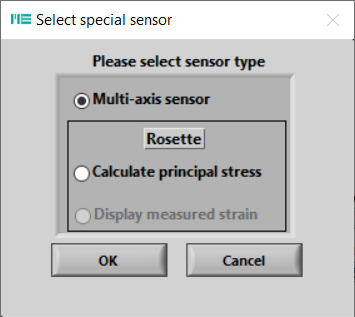 ME Select special sensor
Please select sensor type
Multi-axis sensor
Rosette
Calculate principal stress
Display measured strain
OK
Cancel